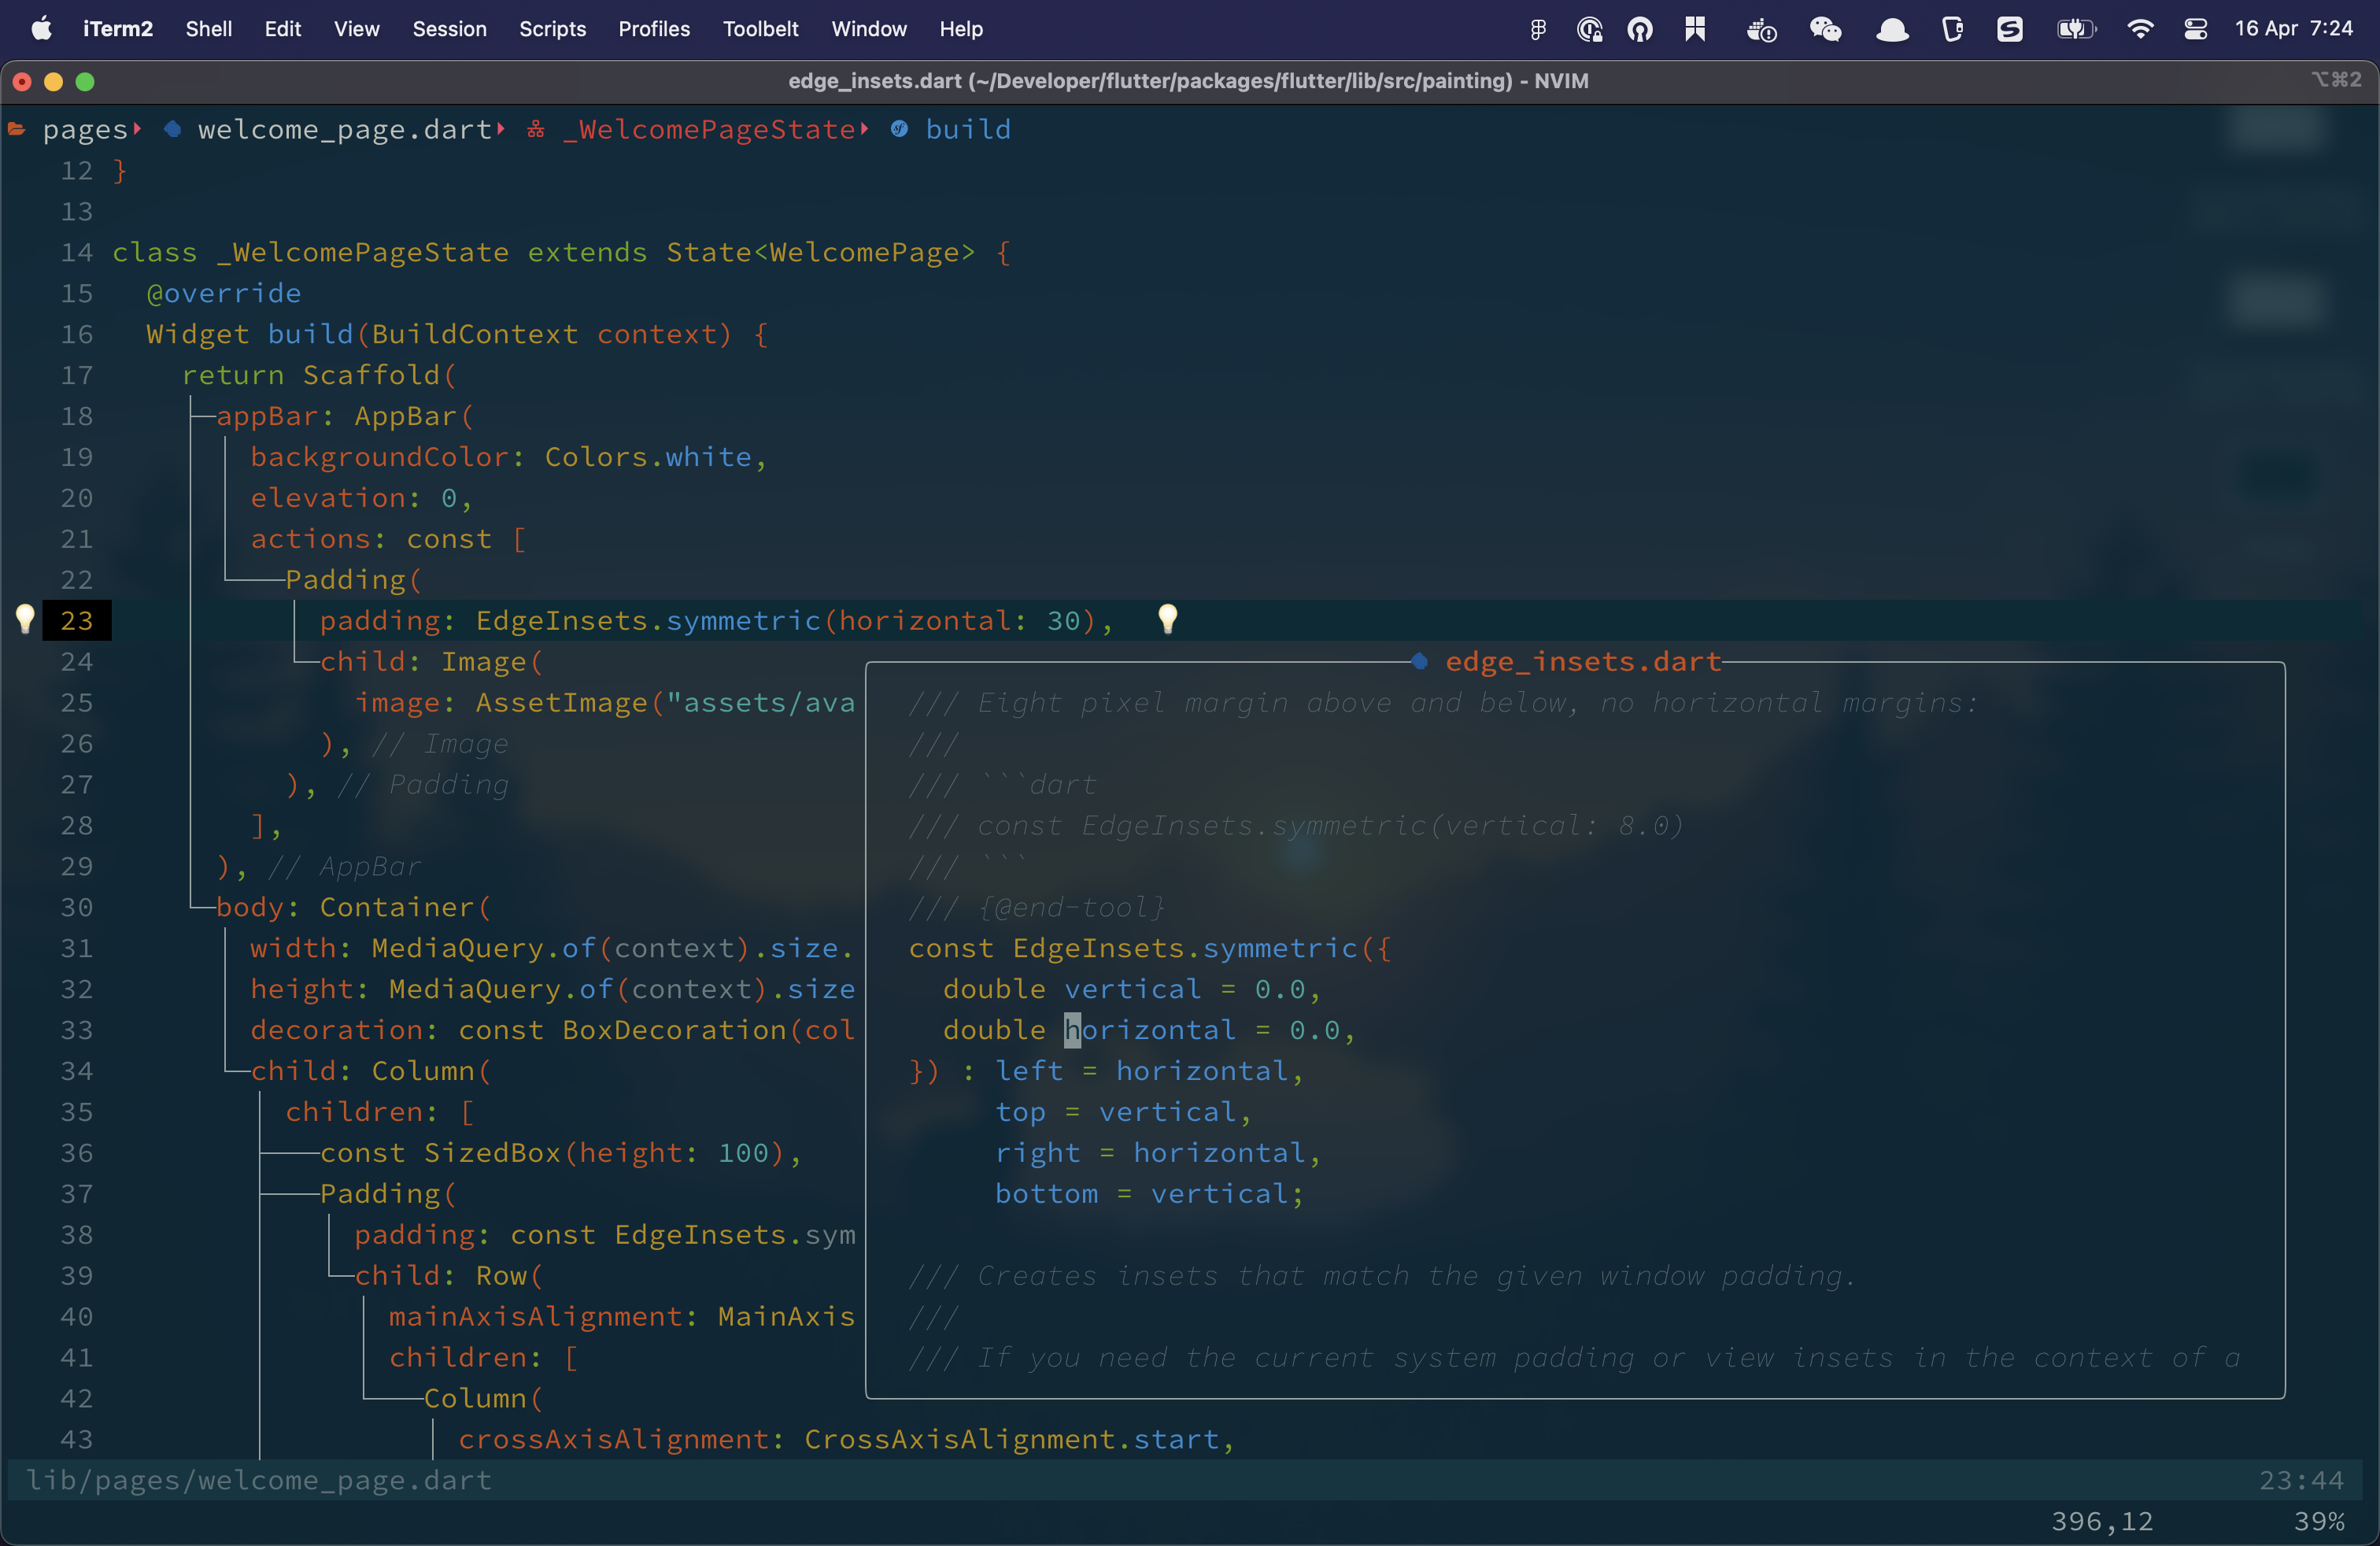 iTerm2 Shell Edit View Session Scripts Profiles Toolbelt Window Help 16 Apr 7:24
edge_insets.dart (~/Developer/flutter/packages/flutter/lib/src/painting) - NVIM ⌥⌘2
pages welcome_page.dart _WelcomePageState build
12 }
13
14 class _WelcomePageState extends State<WelcomePage> {
15 @override
16 Widget build(BuildContext context) {
17 return Scaffold(
18 appBar: AppBar(
19 backgroundColor: Colors.white,
20 elevation: 0,
21 actions: const [
22 Padding(
23 padding: EdgeInsets.symmetric(horizontal: 30),
24 child: Image(
25 image: AssetImage("assets/ava
26 ), // Image
27 ), // Padding
28 ],
29 ), // AppBar
30 body: Container(
31 width: MediaQuery.of(context).size.
32 height: MediaQuery.of(context).size
33 decoration: const BoxDecoration(col
34 child: Column(
35 children: [
36 const SizedBox(height: 100),
37 Padding(
38 padding: const EdgeInsets.sym
39 child: Row(
40 mainAxisAlignment: MainAxis
41 children: [
42 Column(
43 crossAxisAlignment: CrossAxisAlignment.start,
edge_insets.dart
/// Eight pixel margin above and below, no horizontal margins:
///
/// ```dart
/// const EdgeInsets.symmetric(vertical: 8.0)
/// ```
/// {@end-tool}
const EdgeInsets.symmetric({
double vertical = 0.0,
double horizontal = 0.0,
}) : left = horizontal,
top = vertical,
right = horizontal,
bottom = vertical;
/// Creates insets that match the given window padding.
///
/// If you need the current system padding or view insets in the context of a
lib/pages/welcome_page.dart 23:44
396,12 39%